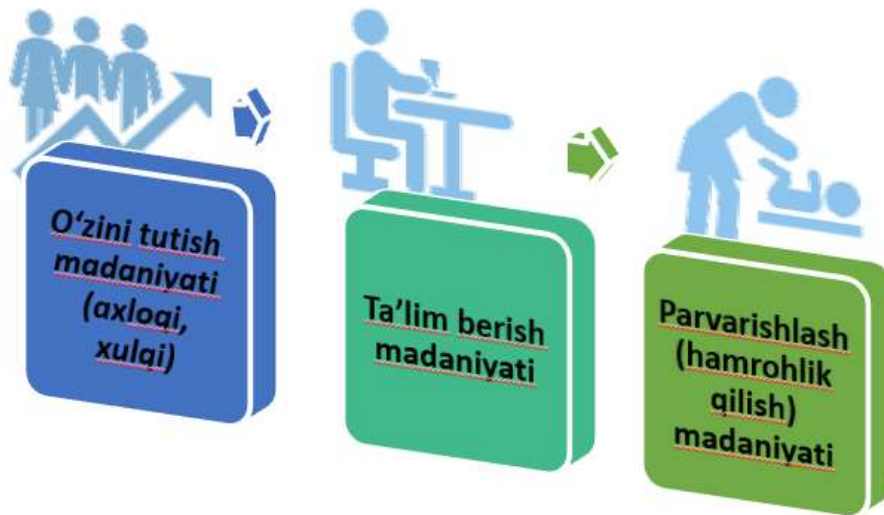 O‘zini tutish
madaniyati
(axloqi,
xulqi)
Ta’lim berish
madaniyati
Parvarishlash
(hamrohlik
qilish)
madaniyati